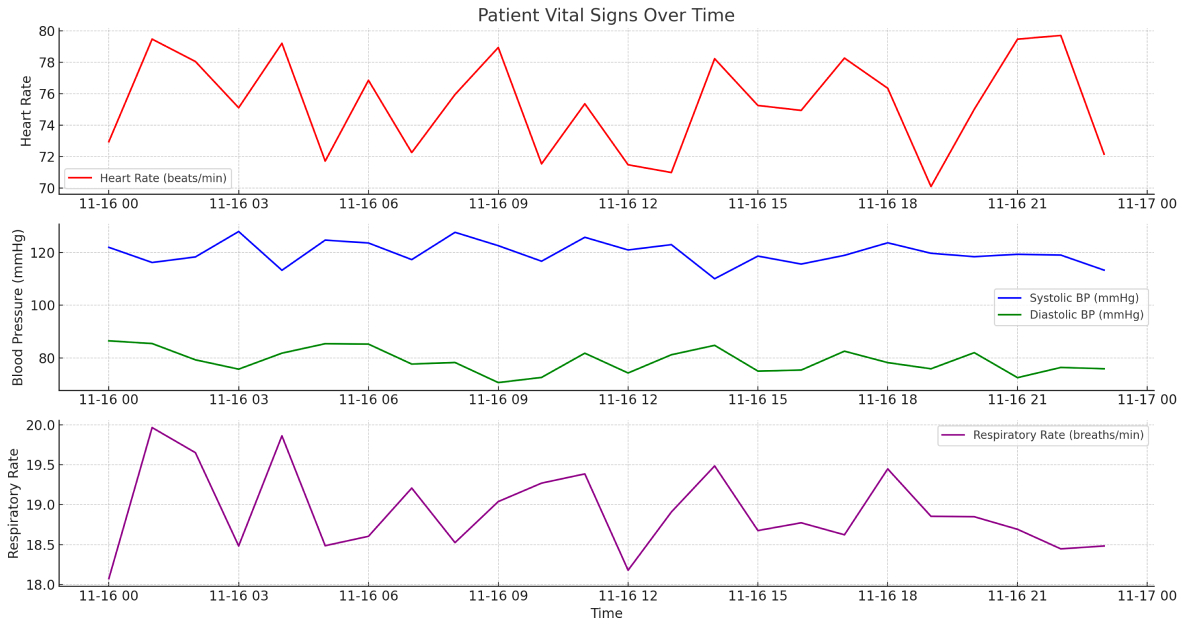 Patient Vital Signs Over Time
Heart Rate
80
78
76
74
72
70
Heart Rate (beats/min)
11-16 00 11-16 03 11-16 06 11-16 09 11-16 12 11-16 15 11-16 18 11-16 21 11-17 00
Blood Pressure (mmHg)
120
100
80
Systolic BP (mmHg)
Diastolic BP (mmHg)
11-16 00 11-16 03 11-16 06 11-16 09 11-16 12 11-16 15 11-16 18 11-16 21 11-17 00
Respiratory Rate
20.0
19.5
19.0
18.5
18.0
Respiratory Rate (breaths/min)
11-16 00 11-16 03 11-16 06 11-16 09 11-16 12 11-16 15 11-16 18 11-16 21 11-17 00
Time